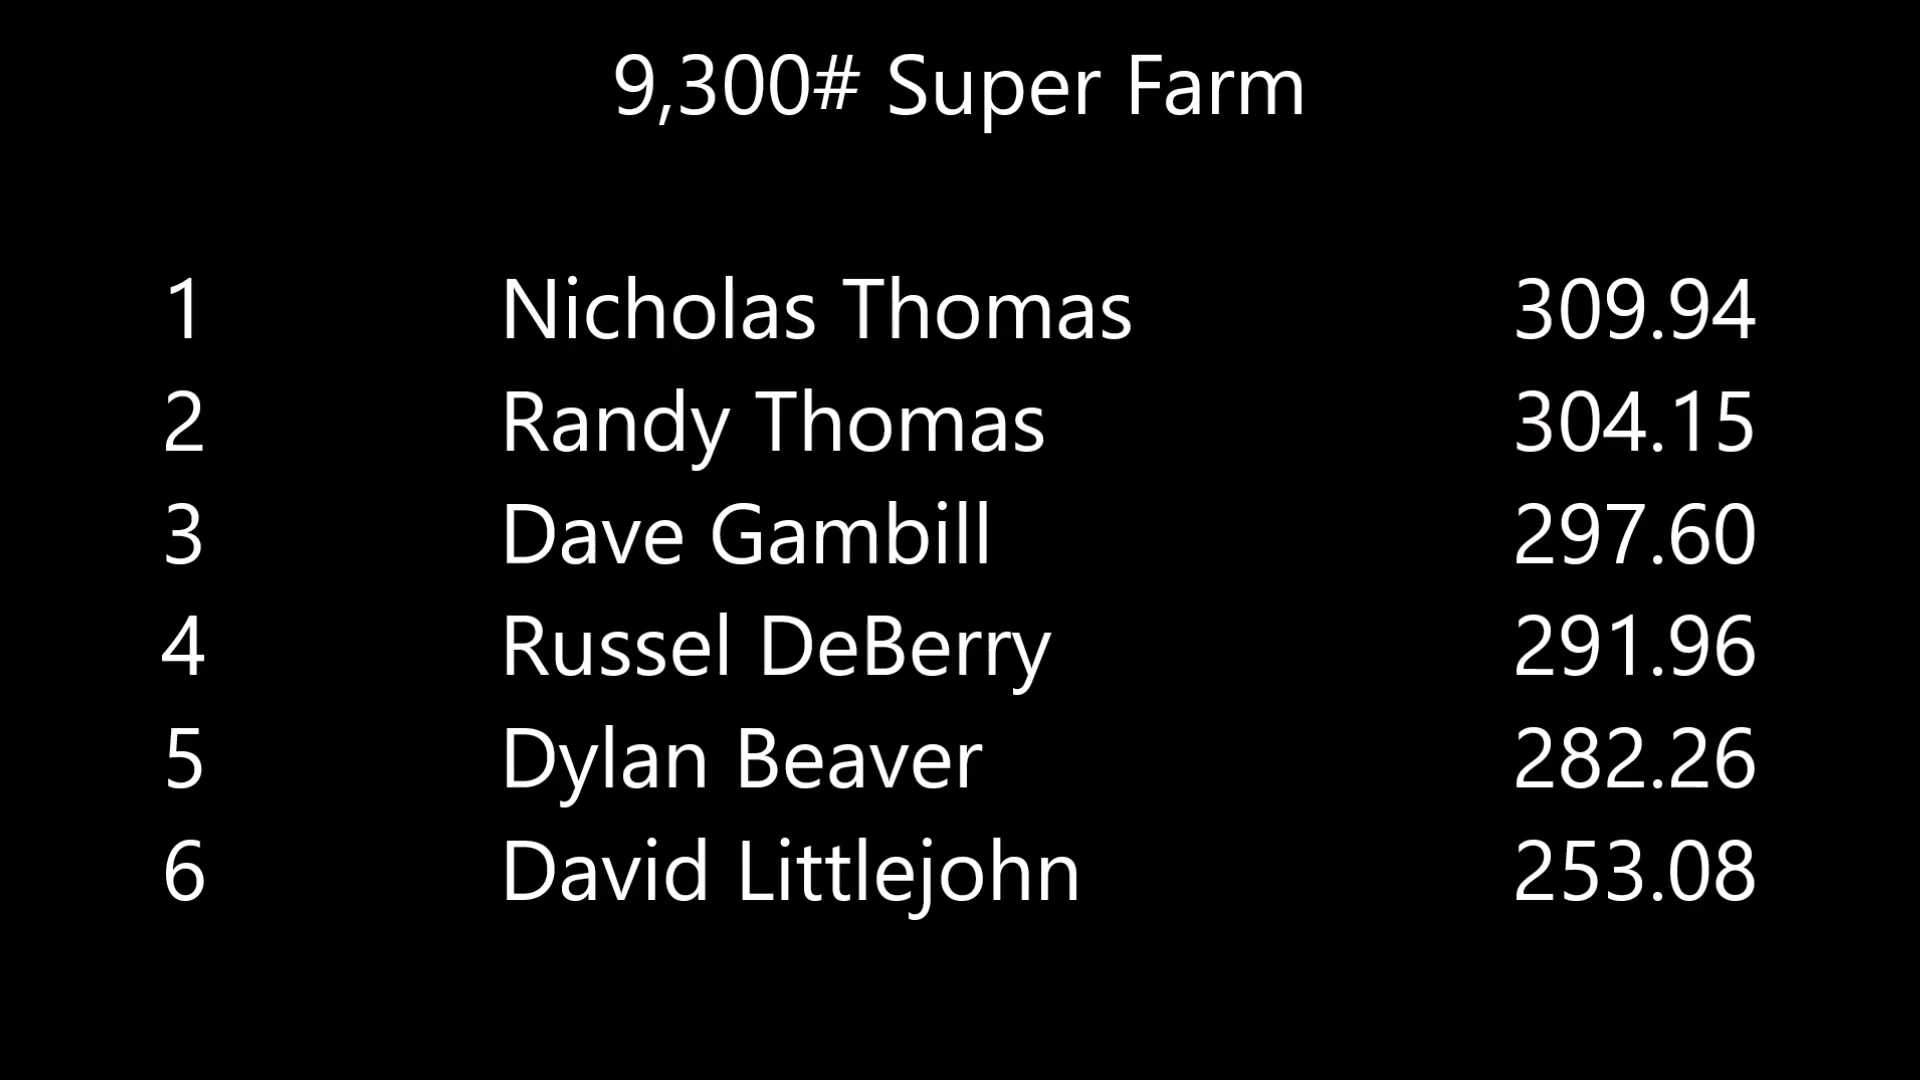 9,300# Super Farm
1 Nicholas Thomas 309.94
2 Randy Thomas 304.15
3 Dave Gambill 297.60
4 Russel DeBerry 291.96
5 Dylan Beaver 282.26
6 David Littlejohn 253.08